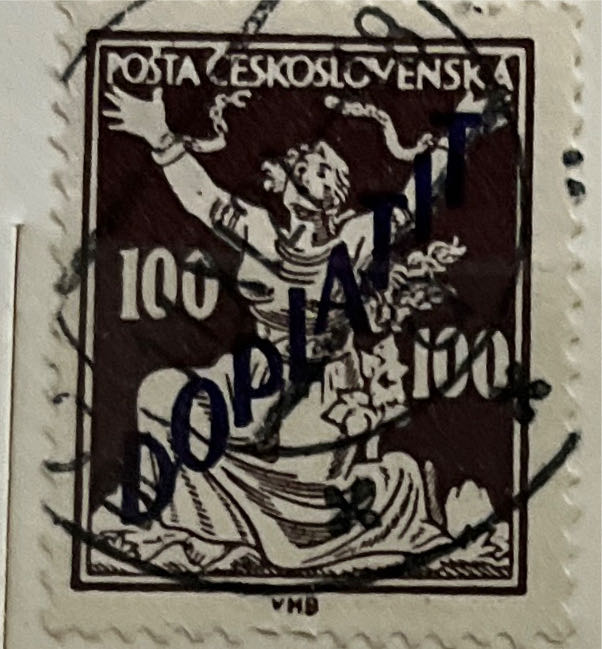 POSTA ČESKOSLOVENSKÁ
100
100
DOPLATIT
VHB